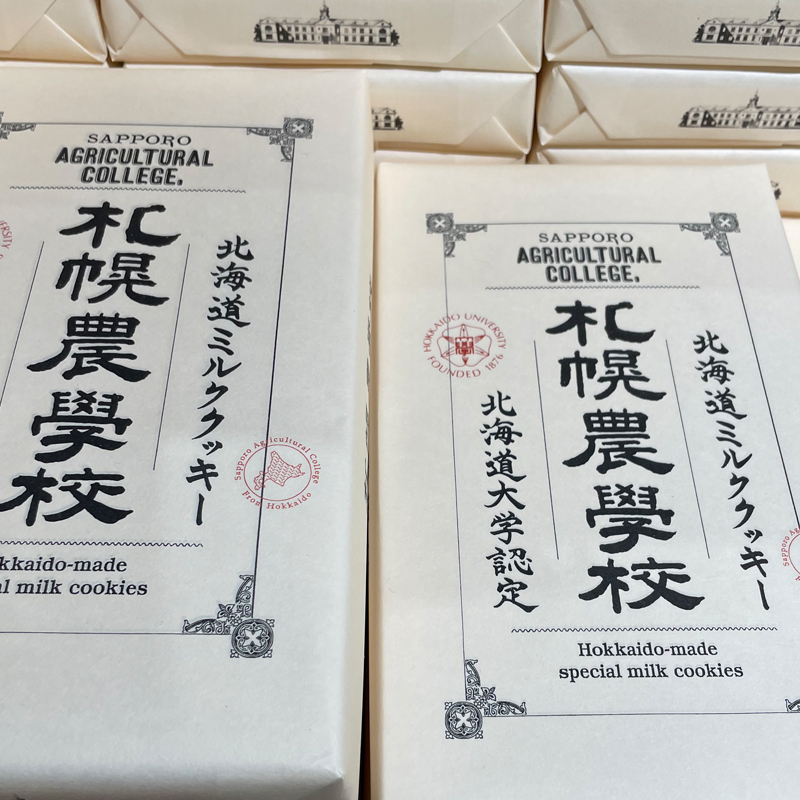 SAPPORO
AGRICULTURAL
COLLEGE,
札幌農學校
北海道ミルククッキー
Sapporo Agricultural College
From Hokkaido
kkaido-made
al milk cookies
SAPPORO
AGRICULTURAL
COLLEGE,
HOKKAIDO UNIVERSITY
FOUNDED 1876
北海道ミルククッキー
札幌農學校
北海道大学認定
Hokkaido-made
special milk cookies